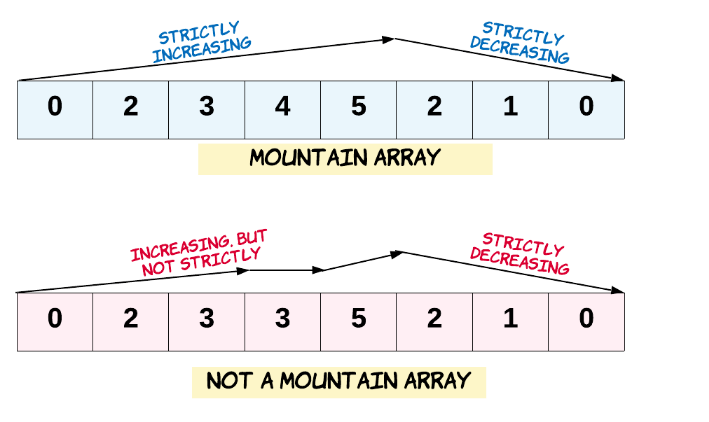 STRICTLY
INCREASING
STRICTLY
DECREASING
0 2 3 4 5 2 1 0
MOUNTAIN ARRAY
INCREASING. BUT
NOT STRICTLY
STRICTLY
DECREASING
0 2 3 3 5 2 1 0
NOT A MOUNTAIN ARRAY